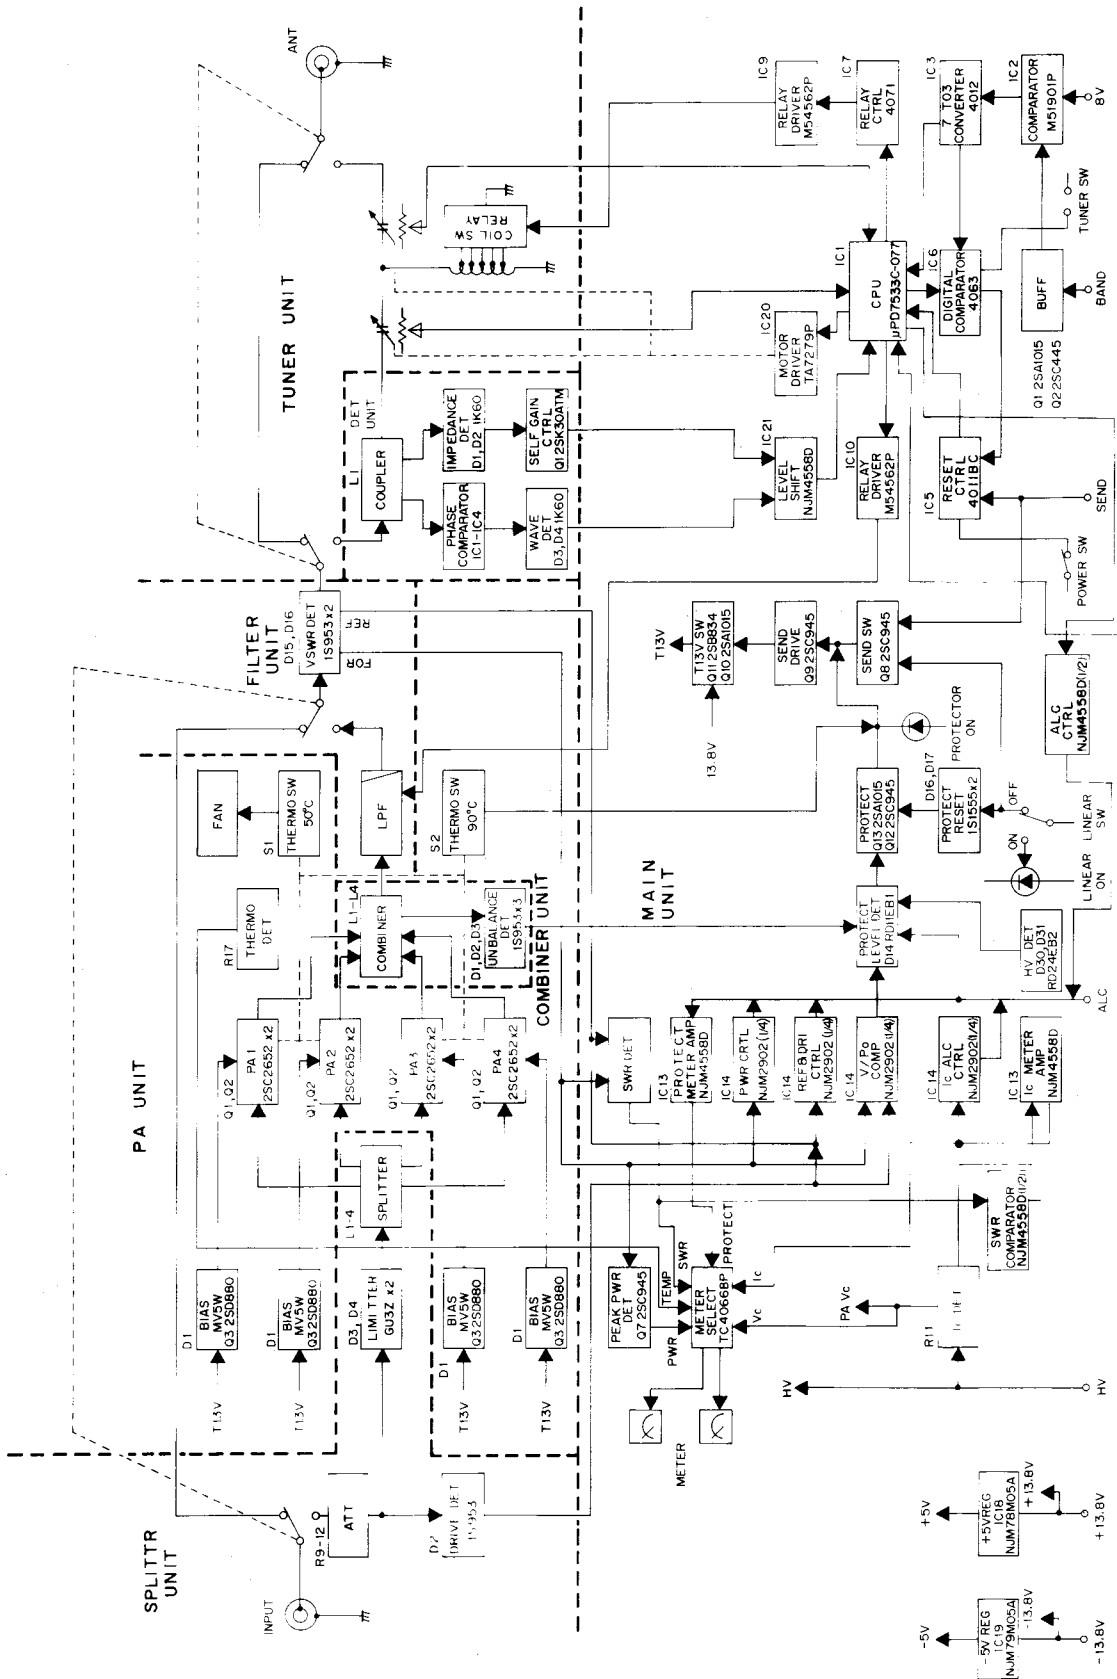 SPLITTR
UNIT
INPUT
R9-12
ATT
D2
DRIVE DET
1S953
PA UNIT
D1
BIAS
MV5W
Q3 2SD880
T13V
D1
BIAS
MV5W
Q3 2SD880
T13V
D3, D4
LIMITTER
GU3Z x2
D1
BIAS
MV5W
Q3 2SD880
T13V
D1
BIAS
MV5W
Q3 2SD880
T13V
L1-4
SPLITTER
Q1, Q2
PA1
2SC2652 x2
Q1, Q2
PA 2
2SC2652 x2
Q1, Q2
PA 3
2SC2652 x2
Q1, Q2
PA4
2SC2652 x2
R17
THERMO
DET
FAN
S1
THERMO SW
50°C
L1-L4
COMBINER
D1, D2, D3
UNBALANCE
DET
1S953x3
COMBINER UNIT
LPF
S2
THERMO SW
90°C
FILTER
UNIT
D15, D16
VSWR DET
1S953x2
FOR
REF
TUNER UNIT
DET
UNIT
L1
COUPLER
PHASE
COMPARATOR
IC1-IC4
IMPEDANCE
DET
D1, D2 1K60
WAVE
DET
D3, D4 1K60
SELF GAIN
CTRL
Q1 2SK30ATM
COIL SW
RELAY
ANT
MAIN
UNIT
PEAK PWR
DET
Q7 2SC945
PWR
TEMP
SWR
PROTECT
METER
SELECT
TC4066BP
Vc
Ic
METER
PA Vc
HV
HV
R11
IC DET
SWR
COMPARATOR
NJM4558D(1/2)
SWR DET
IC13
PROTECT
METER AMP
NJM4558D
IC14
PWR CRTL
NJM2902(1/4)
IC14
REF&DRI
CTRL
NJM2902(1/4)
IC14
V/Po
COMP
NJM2902(1/4)
IC14
Ic ALC
CTRL
NJM2902(1/4)
IC13
Ic METER
AMP
NJM4558D
ALC
PROTECT
LEVEL DET
D14 RD11EB1
HV DET
D30, D31
RD24EB2
PROTECT
Q13 2SA1015
Q12 2SC945
D16, D17
PROTECT
RESET
1S1555x2
PROTECTOR
ON
LINEAR
ON
ON
OFF
LINEAR
SW
T13V
T13V SW
Q11 2SB834
Q10 2SA1015
13.8V
SEND
DRIVE
Q9 2SC945
SEND SW
Q8 2SC945
ALC
CTRL
NJM4558D(1/2)
POWER SW
SEND
IC21
LEVEL
SHIFT
NJM4558D
IC10
RELAY
DRIVER
M54562P
IC5
RESET
CTRL
4011BC
IC20
MOTOR
DRIVER
TA7279P
IC1
CPU
μPD7533C-077
IC6
DIGITAL
COMPARATOR
4063
BUFF
Q1 2SA1015
Q2 2SC445
BAND
TUNER SW
IC9
RELAY
DRIVER
M54562P
IC7
RELAY
CTRL
4071
IC3
7 TO3
CONVERTER
4012
IC2
COMPARATOR
M51901P
8V
+5V
+5VREG
IC18
NJM78M05A
+13.8V
+13.8V
-5V
-5V REG
IC19
NJM79M05A
-13.8V
-13.8V